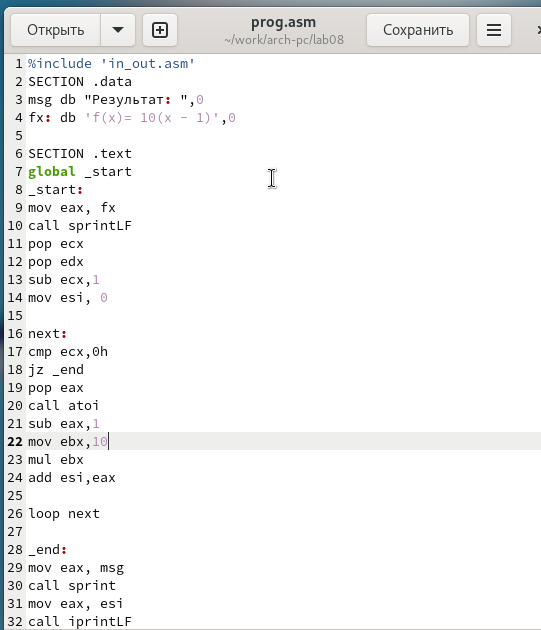 Открыть
Сохранить
prog.asm
~/work/arch-pc/lab08
1 %include 'in_out.asm'
2 SECTION .data
3 msg db "Результат: ",0
4 fx: db 'f(x)= 10(x - 1)',0
5
6 SECTION .text
7 global _start
8 _start:
9 mov eax, fx
10 call sprintLF
11 pop ecx
12 pop edx
13 sub ecx,1
14 mov esi, 0
15
16 next:
17 cmp ecx,0h
18 jz _end
19 pop eax
20 call atoi
21 sub eax,1
22 mov ebx,10
23 mul ebx
24 add esi,eax
25
26 loop next
27
28 _end:
29 mov eax, msg
30 call sprint
31 mov eax, esi
32 call iprintLF